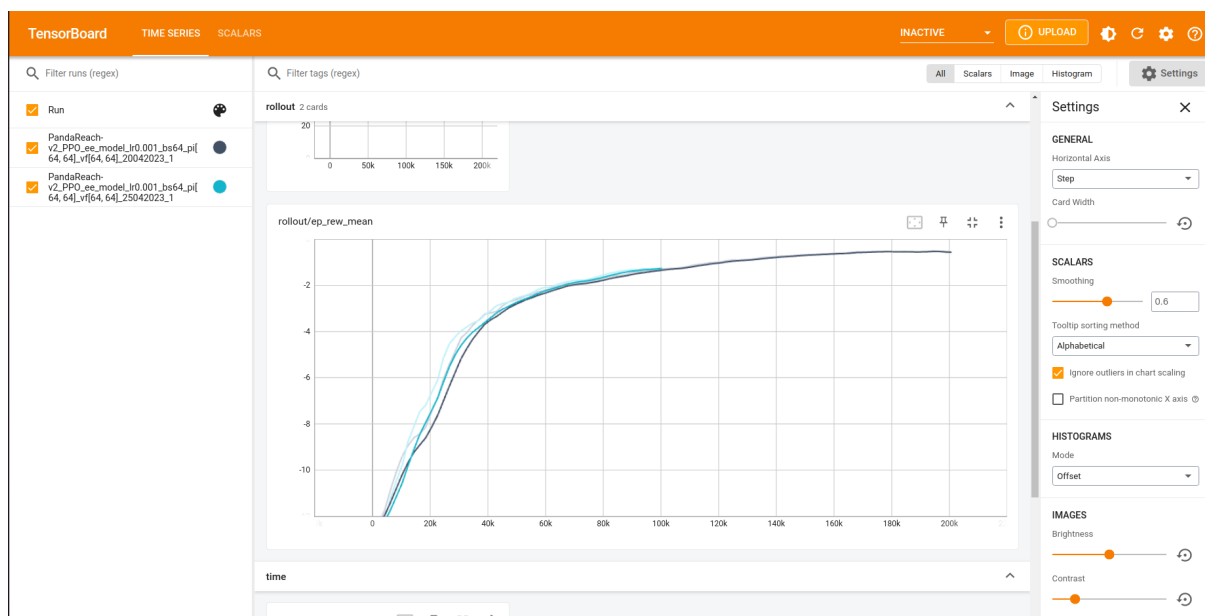 TensorBoard
TIME SERIES
SCALARS
INACTIVE
UPLOAD
Filter runs (regex)
Filter tags (regex)
All
Scalars
Image
Histogram
Settings
Run
PandaReach-
v2_PPO_ee_model_lr0.001_bs64_pi[
64, 64]_vf[64, 64]_20042023_1
PandaReach-
v2_PPO_ee_model_lr0.001_bs64_pi[
64, 64]_vf[64, 64]_25042023_1
rollout 2 cards
20
0 50k 100k 150k 200k
rollout/ep_rew_mean
-2
-4
-6
-8
-10
0 20k 40k 60k 80k 100k 120k 140k 160k 180k 200k
time
Settings
GENERAL
Horizontal Axis
Step
Card Width
SCALARS
Smoothing
0.6
Tooltip sorting method
Alphabetical
Ignore outliers in chart scaling
Partition non-monotonic X axis
HISTOGRAMS
Mode
Offset
IMAGES
Brightness
Contrast